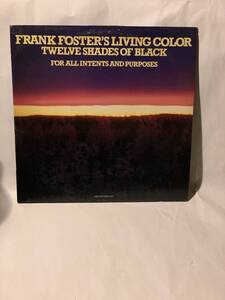 FRANK FOSTER'S LIVING COLOR
TWELVE SHADES OF BLACK
FOR ALL INTENTS AND PURPOSES